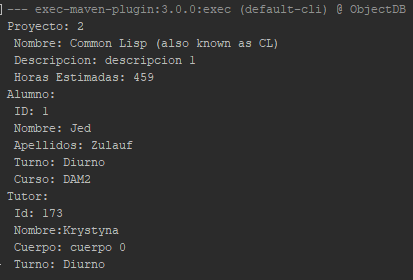 --- exec-maven-plugin:3.0.0:exec (default-cli) @ ObjectDB
Proyecto: 2
Nombre: Common Lisp (also known as CL)
Descripcion: descripcion 1
Horas Estimadas: 459
Alumno:
ID: 1
Nombre: Jed
Apellidos: Zulauf
Turno: Diurno
Curso: DAM2
Tutor:
Id: 173
Nombre:Krystyna
Cuerpo: cuerpo 0
Turno: Diurno